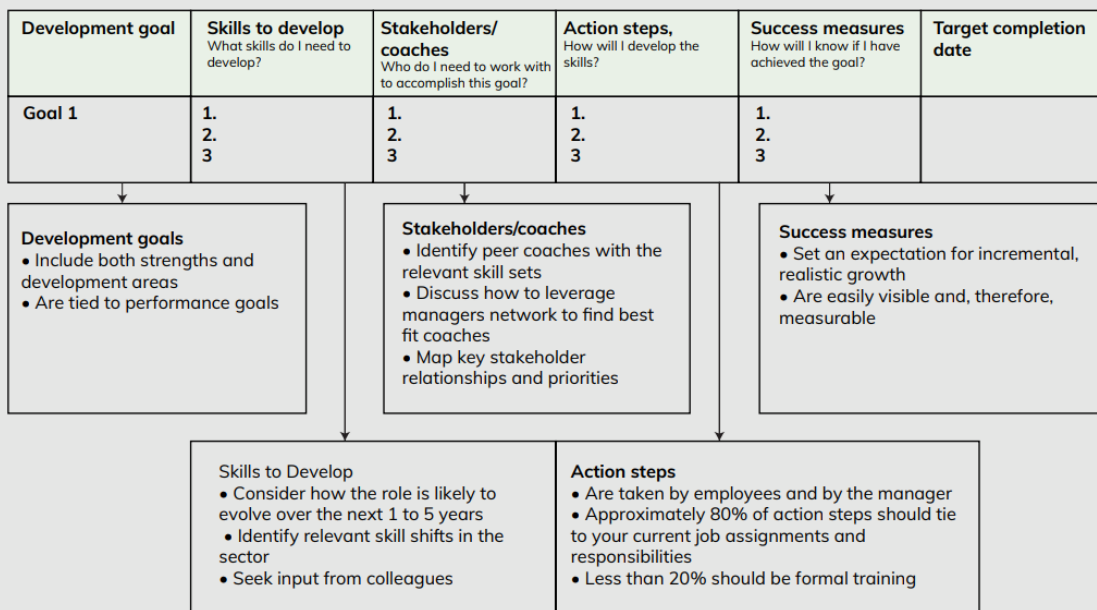 Development goal
Skills to develop
What skills do I need to
develop?
Stakeholders/
coaches
Who do I need to work with
to accomplish this goal?
Action steps,
How will I develop the
skills?
Success measures
How will I know if I have
achieved the goal?
Target completion
date
Goal 1
1.
2.
3
1.
2.
3
1.
2.
3
1.
2.
3
Development goals
• Include both strengths and
development areas
• Are tied to performance goals
Stakeholders/coaches
• Identify peer coaches with the
relevant skill sets
• Discuss how to leverage
managers network to find best
fit coaches
• Map key stakeholder
relationships and priorities
Success measures
• Set an expectation for incremental,
realistic growth
• Are easily visible and, therefore,
measurable
Skills to Develop
• Consider how the role is likely to
evolve over the next 1 to 5 years
• Identify relevant skill shifts in the
sector
• Seek input from colleagues
Action steps
• Are taken by employees and by the manager
• Approximately 80% of action steps should tie
to your current job assignments and
responsibilities
• Less than 20% should be formal training